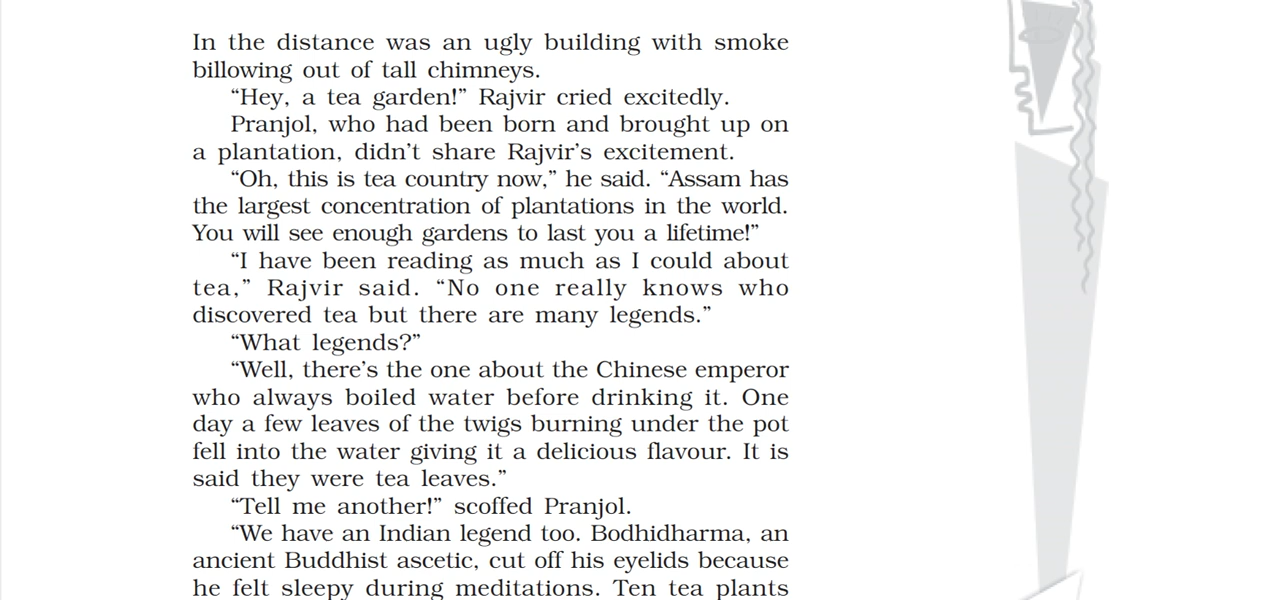 In the distance was an ugly building with smoke
billowing out of tall chimneys.
“Hey, a tea garden!” Rajvir cried excitedly.
Pranjol, who had been born and brought up on
a plantation, didn’t share Rajvir’s excitement.
“Oh, this is tea country now,” he said. “Assam has
the largest concentration of plantations in the world.
You will see enough gardens to last you a lifetime!”
“I have been reading as much as I could about
tea,” Rajvir said. “No one really knows who
discovered tea but there are many legends.”
“What legends?”
“Well, there’s the one about the Chinese emperor
who always boiled water before drinking it. One
day a few leaves of the twigs burning under the pot
fell into the water giving it a delicious flavour. It is
said they were tea leaves.”
“Tell me another!” scoffed Pranjol.
“We have an Indian legend too. Bodhidharma, an
ancient Buddhist ascetic, cut off his eyelids because
he felt sleepy during meditations. Ten tea plants